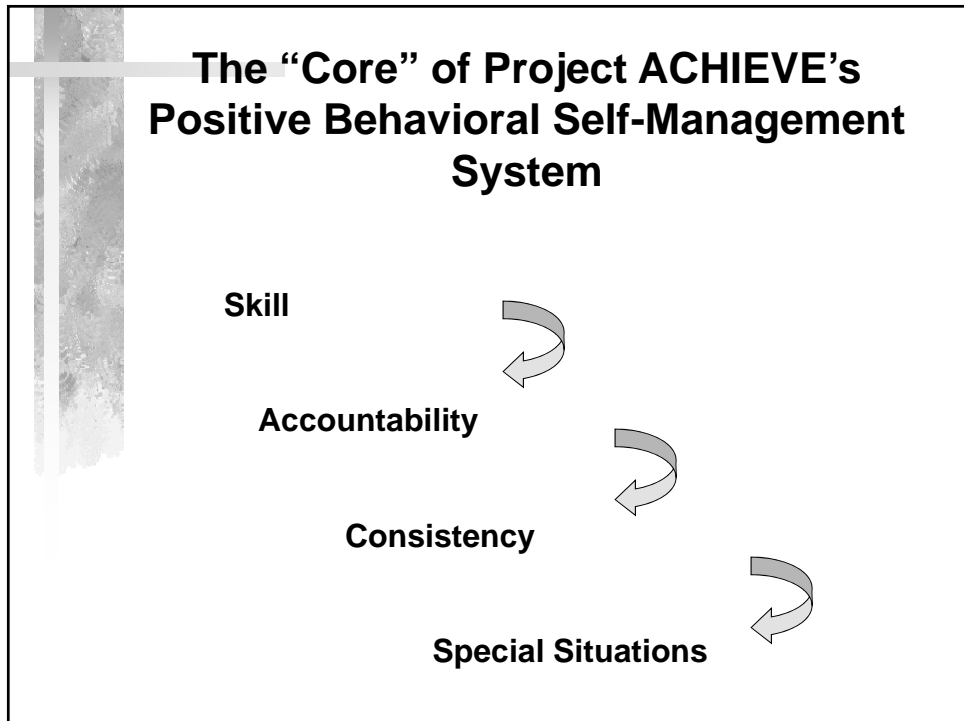 The “Core” of Project ACHIEVE’s
Positive Behavioral Self-Management
System
Skill
Accountability
Consistency
Special Situations